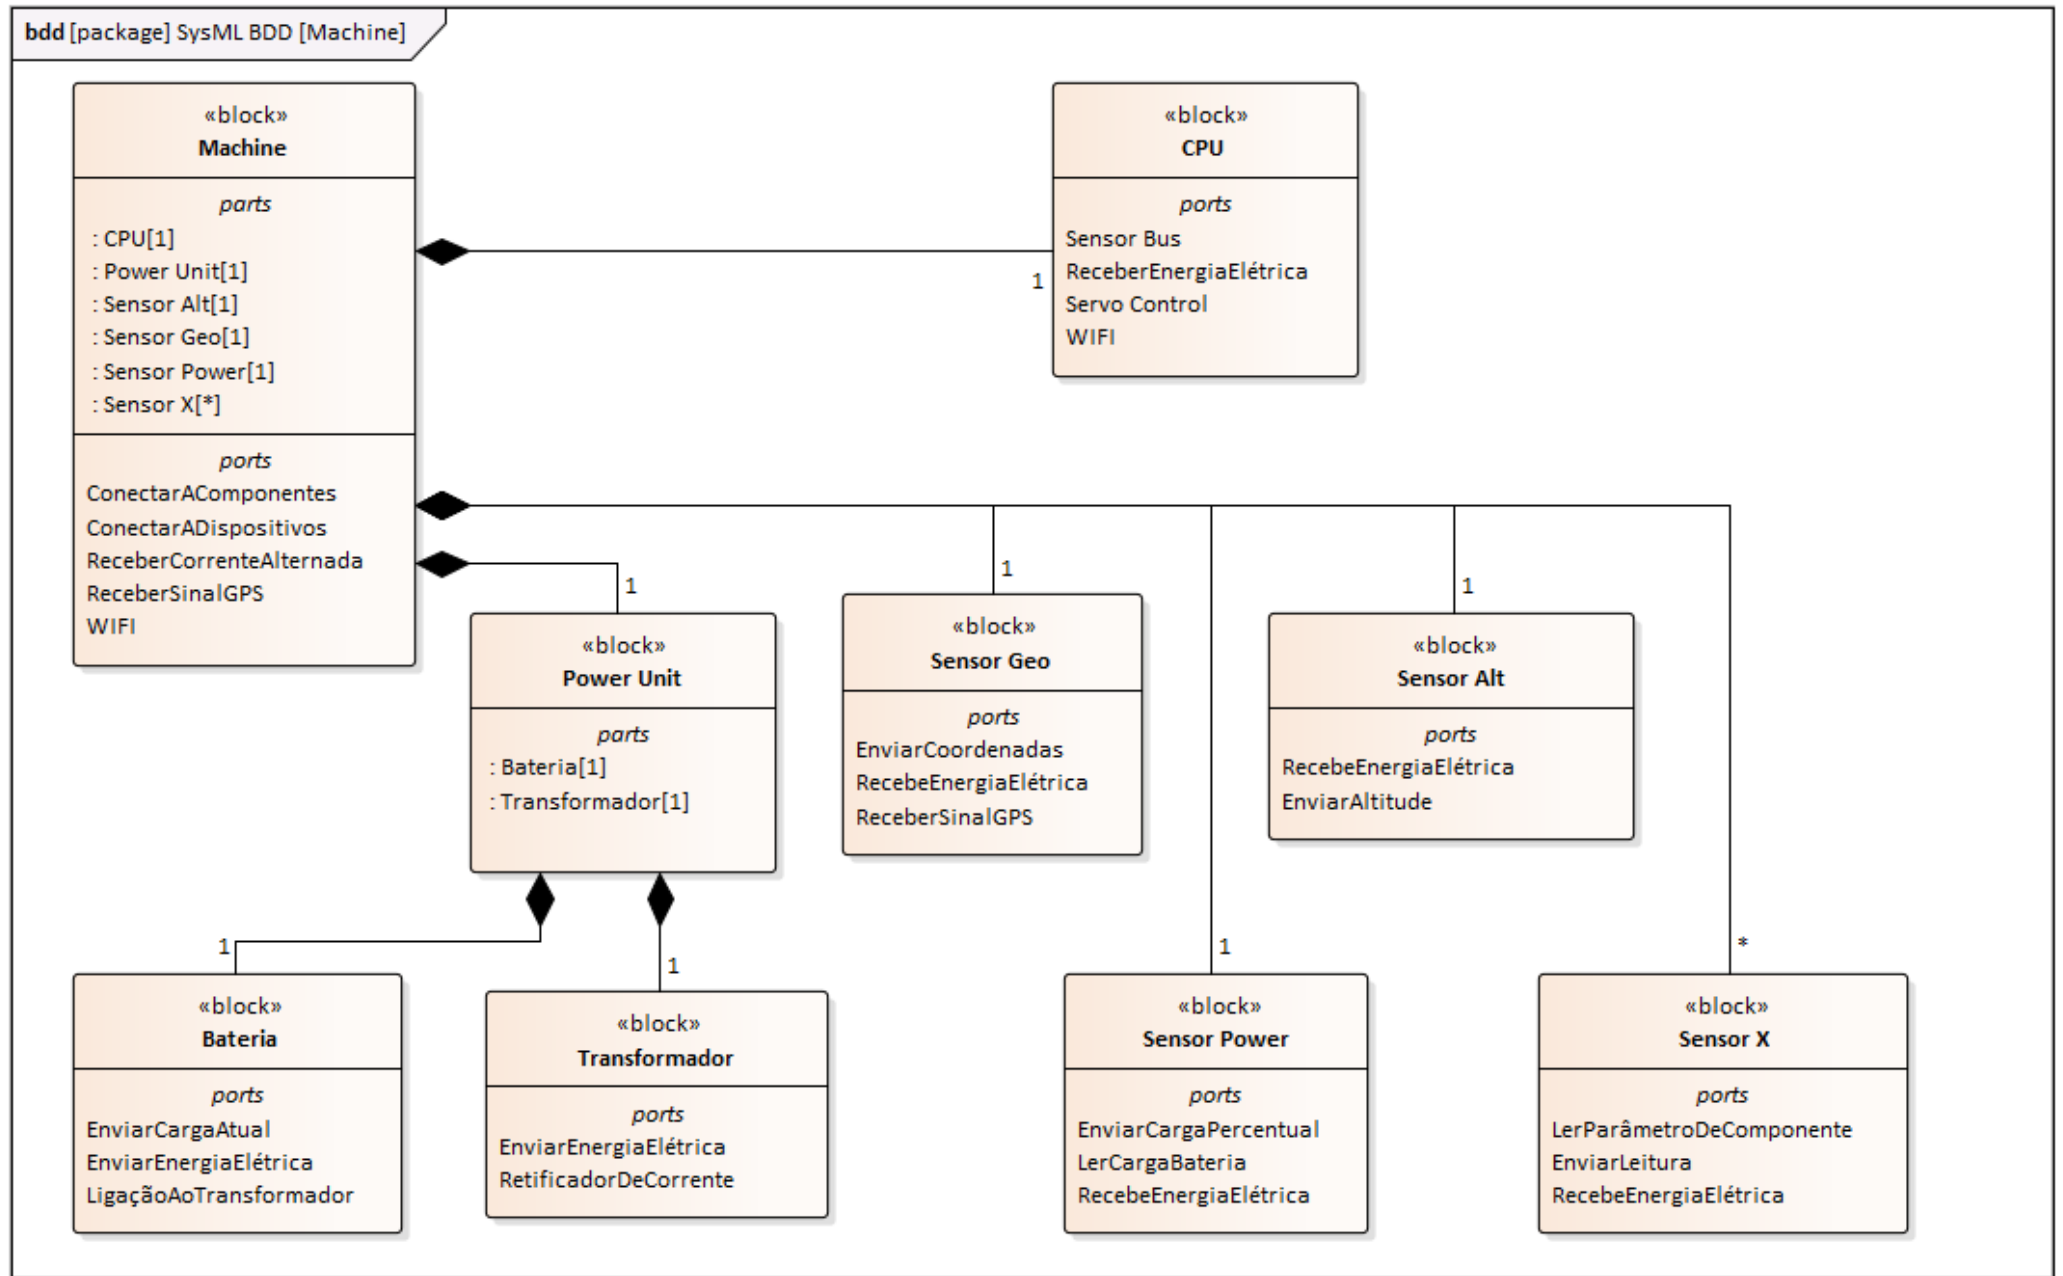 bdd [package] SysML BDD [Machine]
«block»
Machine
parts
: CPU[1]
: Power Unit[1]
: Sensor Alt[1]
: Sensor Geo[1]
: Sensor Power[1]
: Sensor X[*]
ports
ConectarAComponentes
ConectarADispositivos
ReceberCorrenteAlternada
ReceberSinalGPS
WIFI
«block»
CPU
ports
Sensor Bus
ReceberEnergiaElétrica
Servo Control
WIFI
1
1
«block»
Power Unit
parts
: Bateria[1]
: Transformador[1]
1
«block»
Sensor Geo
ports
EnviarCoordenadas
RecebeEnergiaElétrica
ReceberSinalGPS
1
«block»
Sensor Alt
ports
RecebeEnergiaElétrica
EnviarAltitude
1
«block»
Bateria
ports
EnviarCargaAtual
EnviarEnergiaElétrica
LigaçãoAoTransformador
1
«block»
Transformador
ports
EnviarEnergiaElétrica
RetificadorDeCorrente
1
«block»
Sensor Power
ports
EnviarCargaPercentual
LerCargaBateria
RecebeEnergiaElétrica
*
«block»
Sensor X
ports
LerParâmetroDeComponente
EnviarLeitura
RecebeEnergiaElétrica